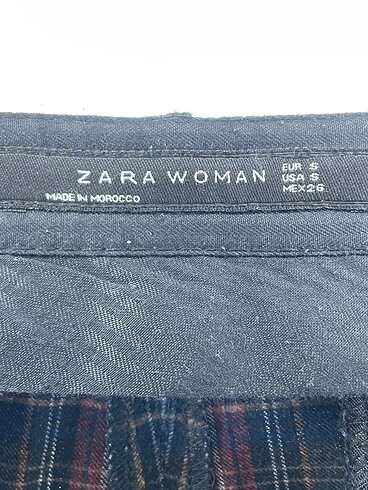 ZARA WOMAN
MADE IN MOROCCO
EUR S
USA S
MEX 26